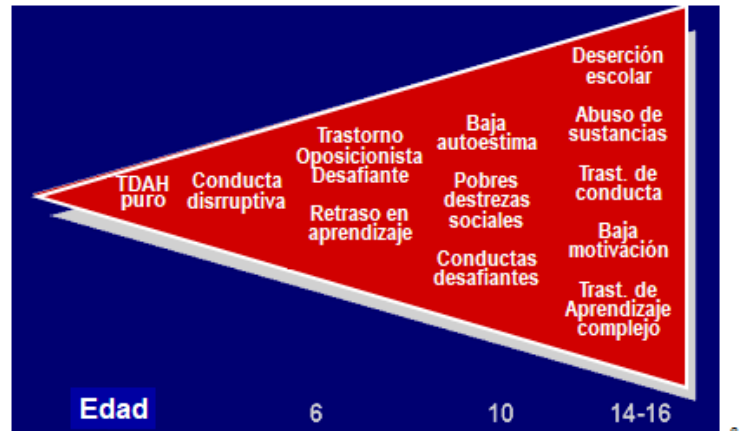 TDAH
puro
Conducta
disrruptiva
Trastorno
Oposicionista
Desafiante
Retraso en
aprendizaje
Baja
autoestima
Pobres
destrezas
sociales
Conductas
desafiantes
Deserción
escolar
Abuso de
sustancias
Trast. de
conducta
Baja
motivación
Trast. de
Aprendizaje
complejo
Edad 6 10 14-16